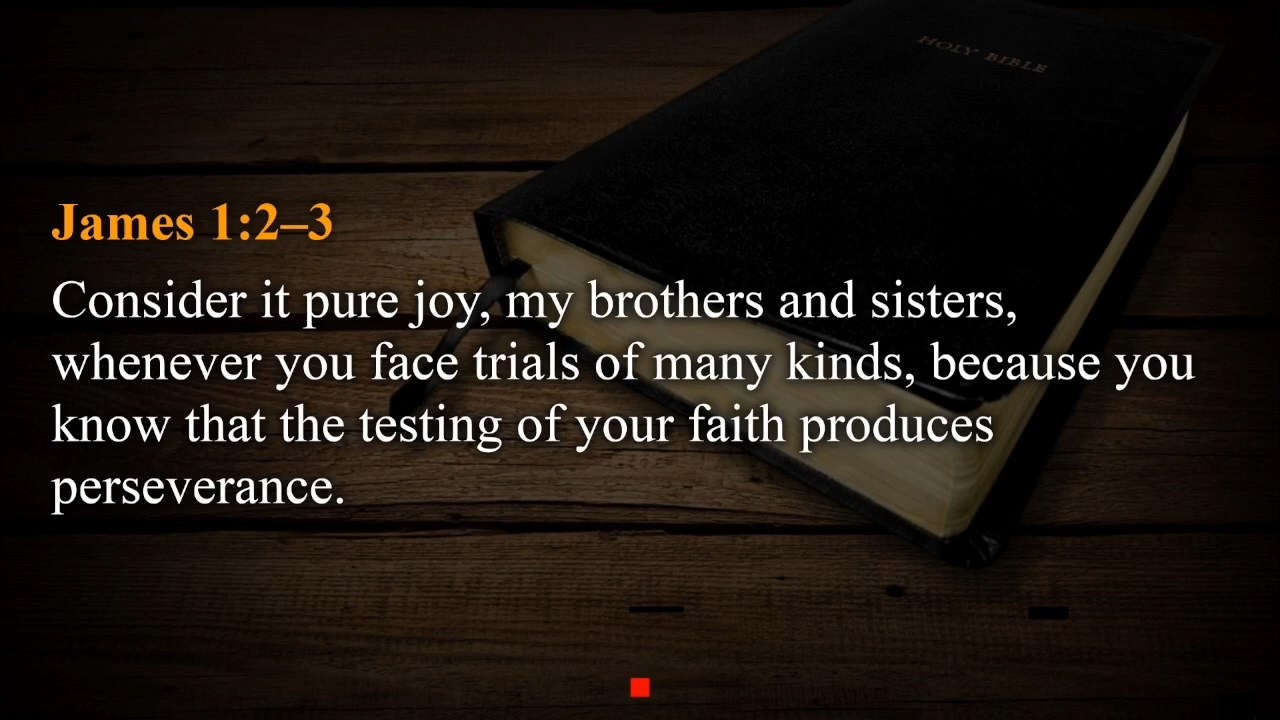 HOLY BIBLE
James 1:2–3
Consider it pure joy, my brothers and sisters,
whenever you face trials of many kinds, because you
know that the testing of your faith produces
perseverance.